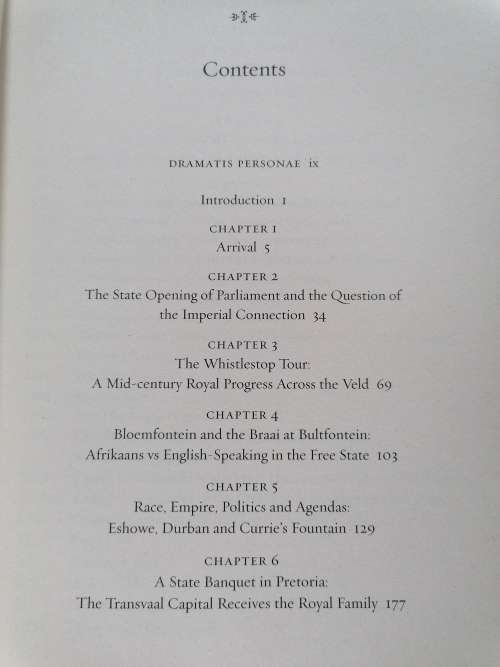 Contents
DRAMATIS PERSONAE ix
Introduction 1
CHAPTER 1
Arrival 5
CHAPTER 2
The State Opening of Parliament and the Question of
the Imperial Connection 34
CHAPTER 3
The Whistlestop Tour:
A Mid-century Royal Progress Across the Veld 69
CHAPTER 4
Bloemfontein and the Braai at Bultfontein:
Afrikaans vs English-Speaking in the Free State 103
CHAPTER 5
Race, Empire, Politics and Agendas:
Eshowe, Durban and Currie's Fountain 129
CHAPTER 6
A State Banquet in Pretoria:
The Transvaal Capital Receives the Royal Family 177